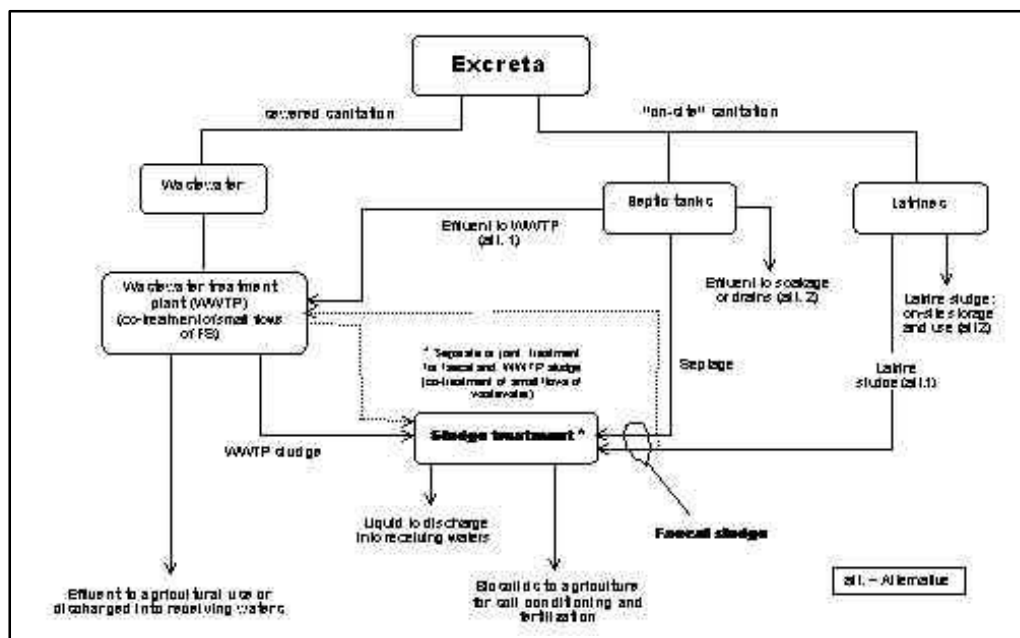 Excreta
sewered sanitation
"on-site" sanitation
Wastewater
Septic tanks
Latrines
Effluent to WWTP
(alt. 1)
Wastewater treatment
plant (WWTP)
(co-treatment of small flows
of FS)
Effluent to soakage
or drains (alt. 2)
Latrine sludge:
on-site storage
and use (alt 2)
* Separate or joint treatment
for faecal and WWTP sludge
(co-treatment of small flows of
wastewater)
Septage
Latrine
sludge (alt.1)
Sludge treatment *
WWTP sludge
Liquid to discharge
into receiving waters
Faecal sludge
Effluent to agricultural use or
discharged into receiving waters
Biosolids to agriculture
for soil conditioning and
fertilization
alt. – Alternative